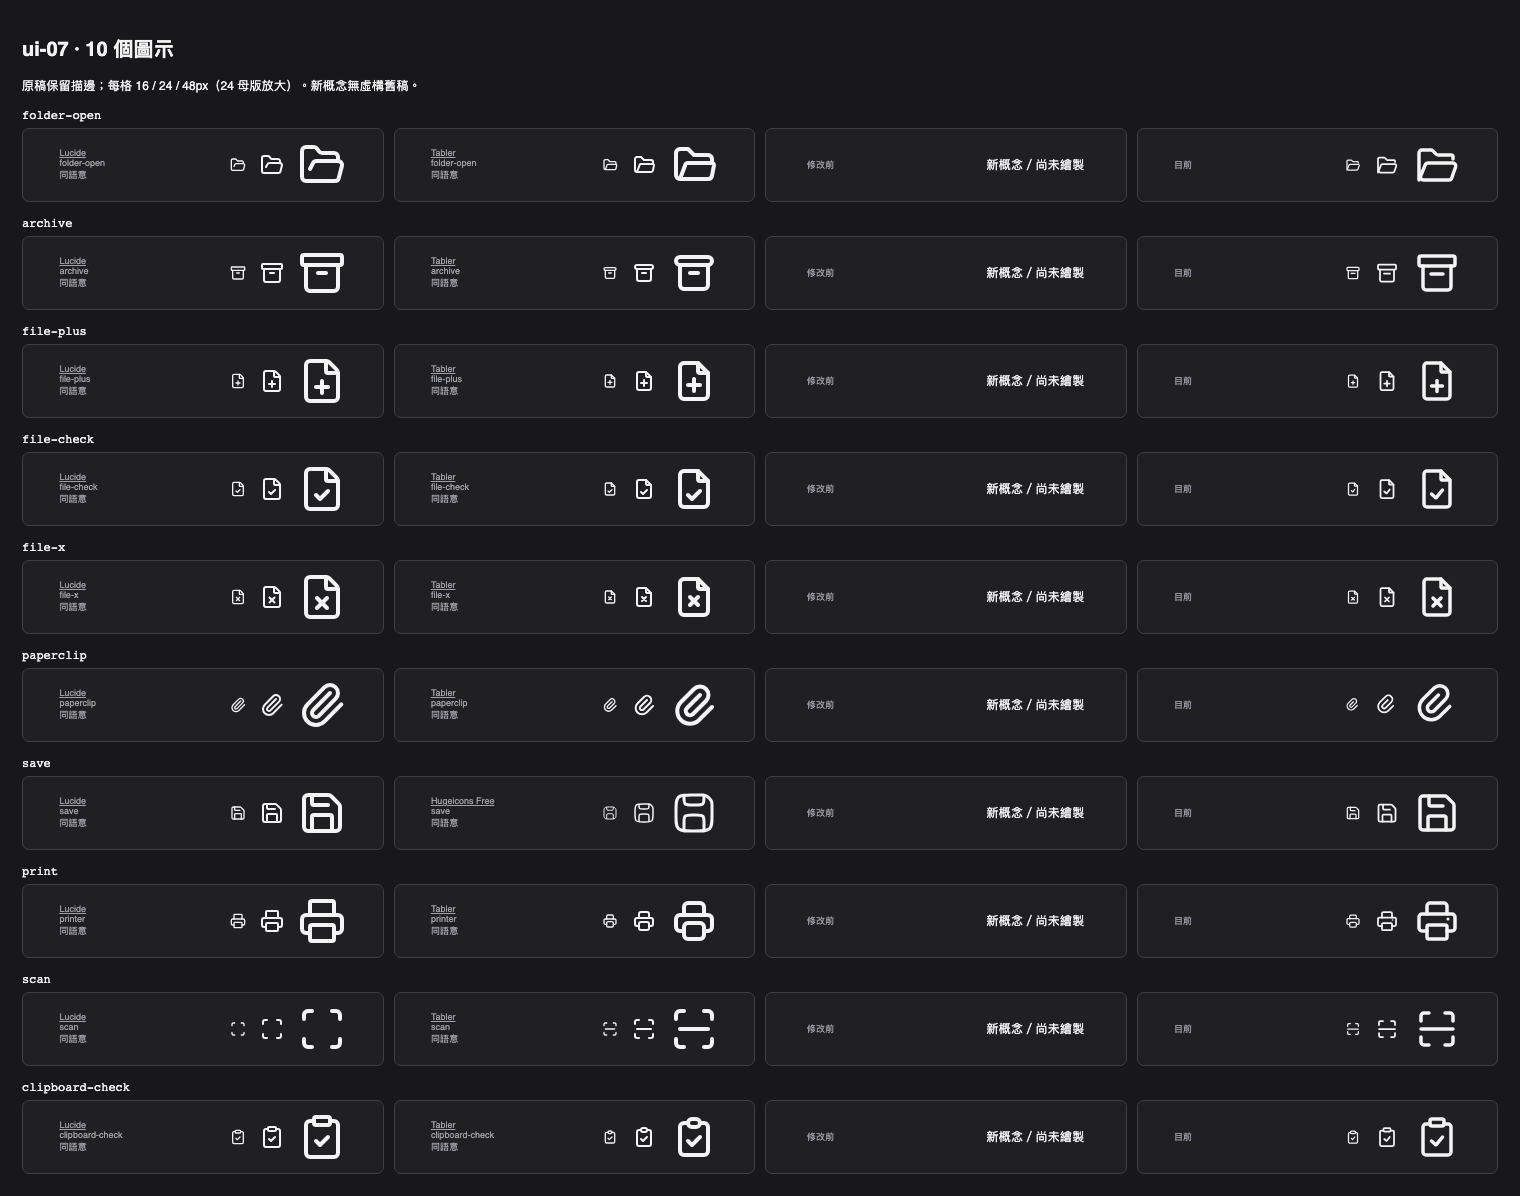 ui-07 · 10 個圖示
原稿保留描邊；每格 16 / 24 / 48px（24 母版放大）。新概念無虛構舊稿。
folder-open
Lucide
folder-open
同語意
Tabler
folder-open
同語意
修改前
新概念 / 尚未繪製
目前
archive
Lucide
archive
同語意
Tabler
archive
同語意
修改前
新概念 / 尚未繪製
目前
file-plus
Lucide
file-plus
同語意
Tabler
file-plus
同語意
修改前
新概念 / 尚未繪製
目前
file-check
Lucide
file-check
同語意
Tabler
file-check
同語意
修改前
新概念 / 尚未繪製
目前
file-x
Lucide
file-x
同語意
Tabler
file-x
同語意
修改前
新概念 / 尚未繪製
目前
paperclip
Lucide
paperclip
同語意
Tabler
paperclip
同語意
修改前
新概念 / 尚未繪製
目前
save
Lucide
save
同語意
Hugeicons Free
save
同語意
修改前
新概念 / 尚未繪製
目前
print
Lucide
printer
同語意
Tabler
printer
同語意
修改前
新概念 / 尚未繪製
目前
scan
Lucide
scan
同語意
Tabler
scan
同語意
修改前
新概念 / 尚未繪製
目前
clipboard-check
Lucide
clipboard-check
同語意
Tabler
clipboard-check
同語意
修改前
新概念 / 尚未繪製
目前